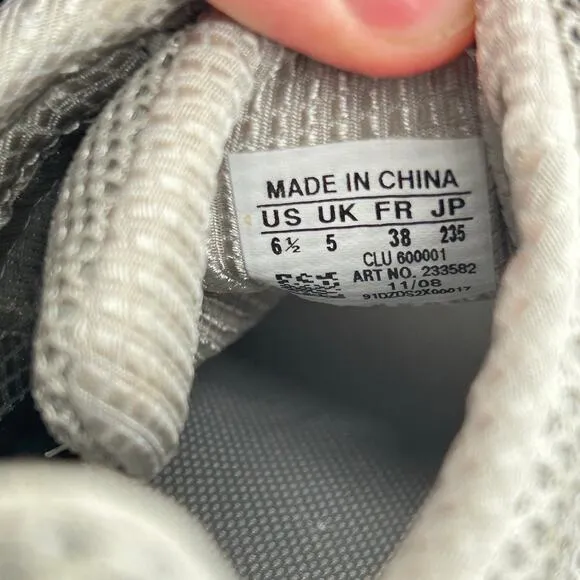 MADE IN CHINA
US UK FR JP
6½ 5 38 235
CLU 600001
ART NO. 233582
11/08